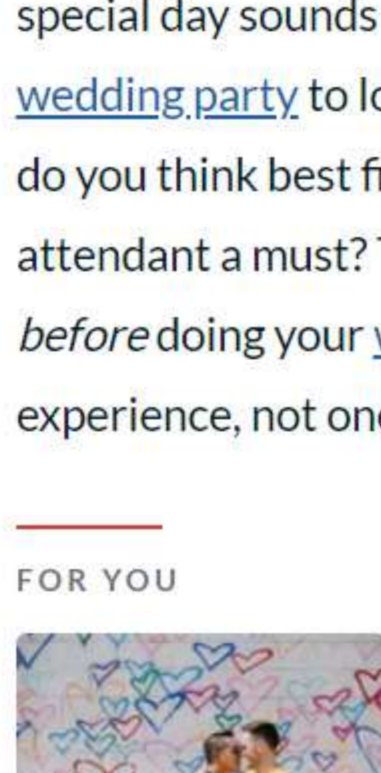 special day sounds
wedding party to
do you think best
attendant a must?
before doing your
experience, not
FOR YOU